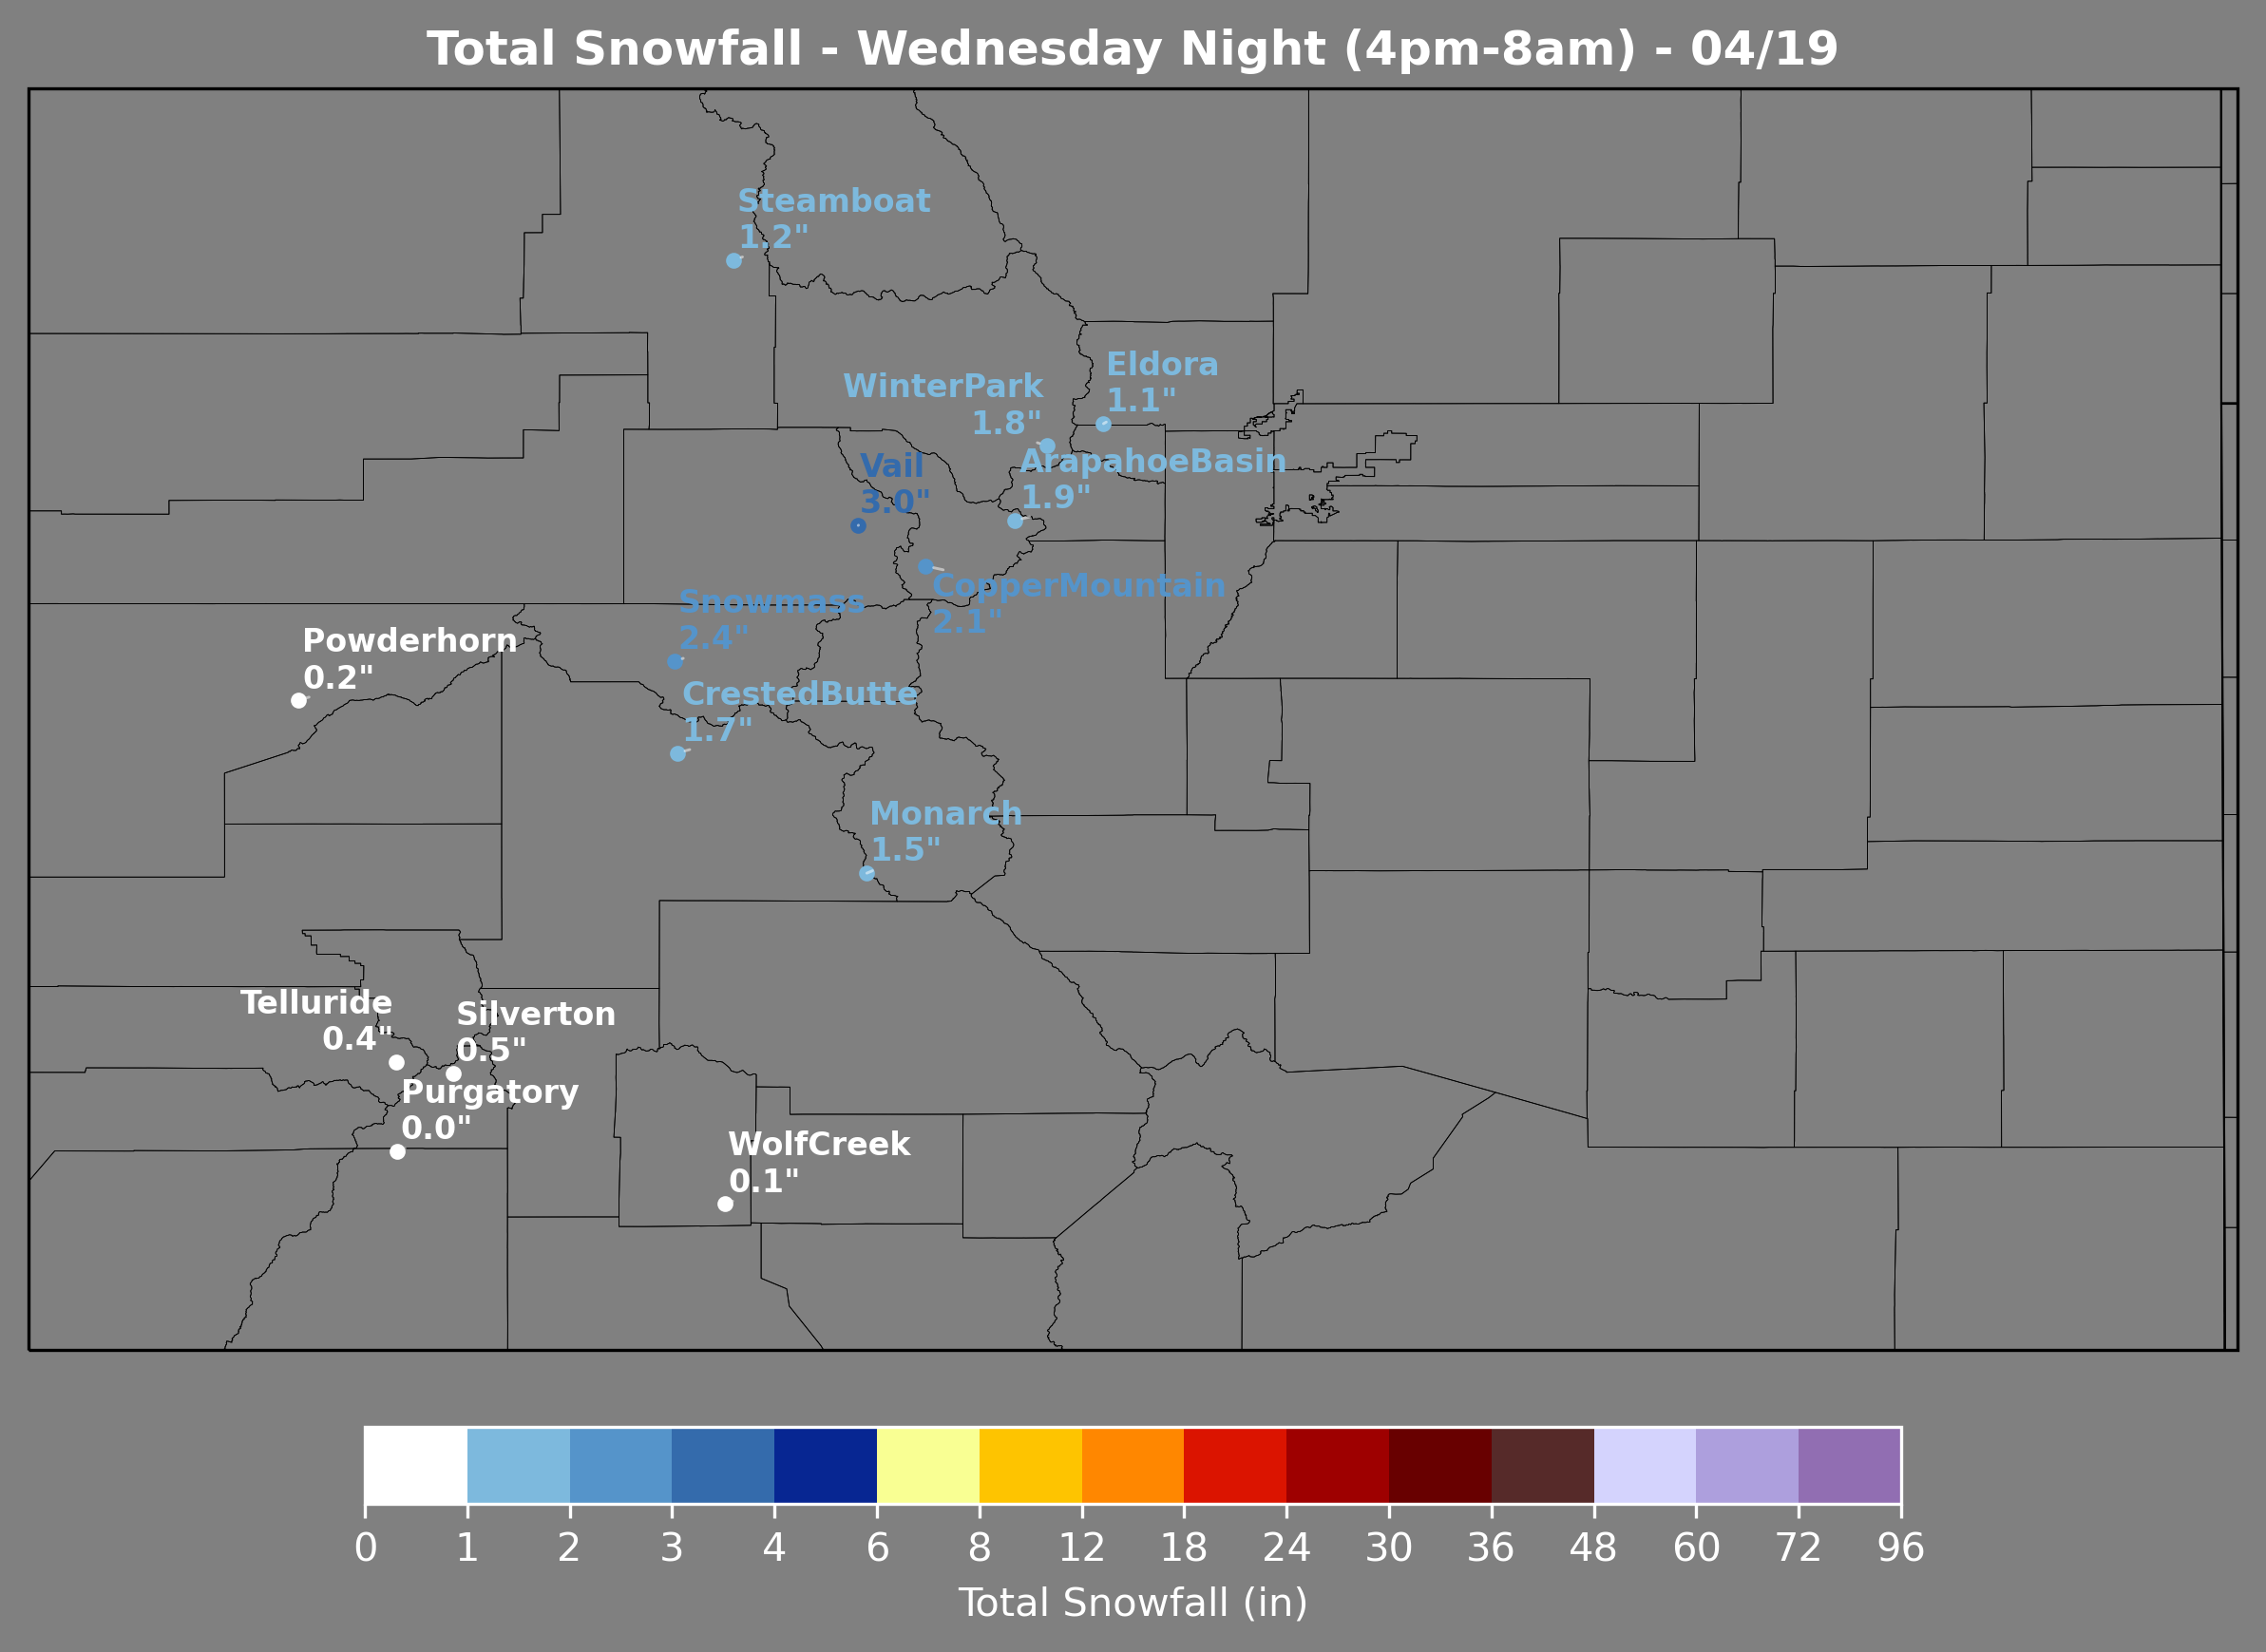 Total Snowfall - Wednesday Night (4pm-8am) - 04/19
Steamboat
1.2"
Eldora
1.1"
WinterPark
1.8"
ArapahoeBasin
1.9"
Vail
3.0"
CopperMountain
2.1"
Snowmass
2.4"
Powderhorn
0.2"
CrestedButte
1.7"
Monarch
1.5"
Telluride
0.4"
Silverton
0.5"
Purgatory
0.0"
WolfCreek
0.1"
0 1 2 3 4 6 8 12 18 24 30 36 48 60 72 96
Total Snowfall (in)